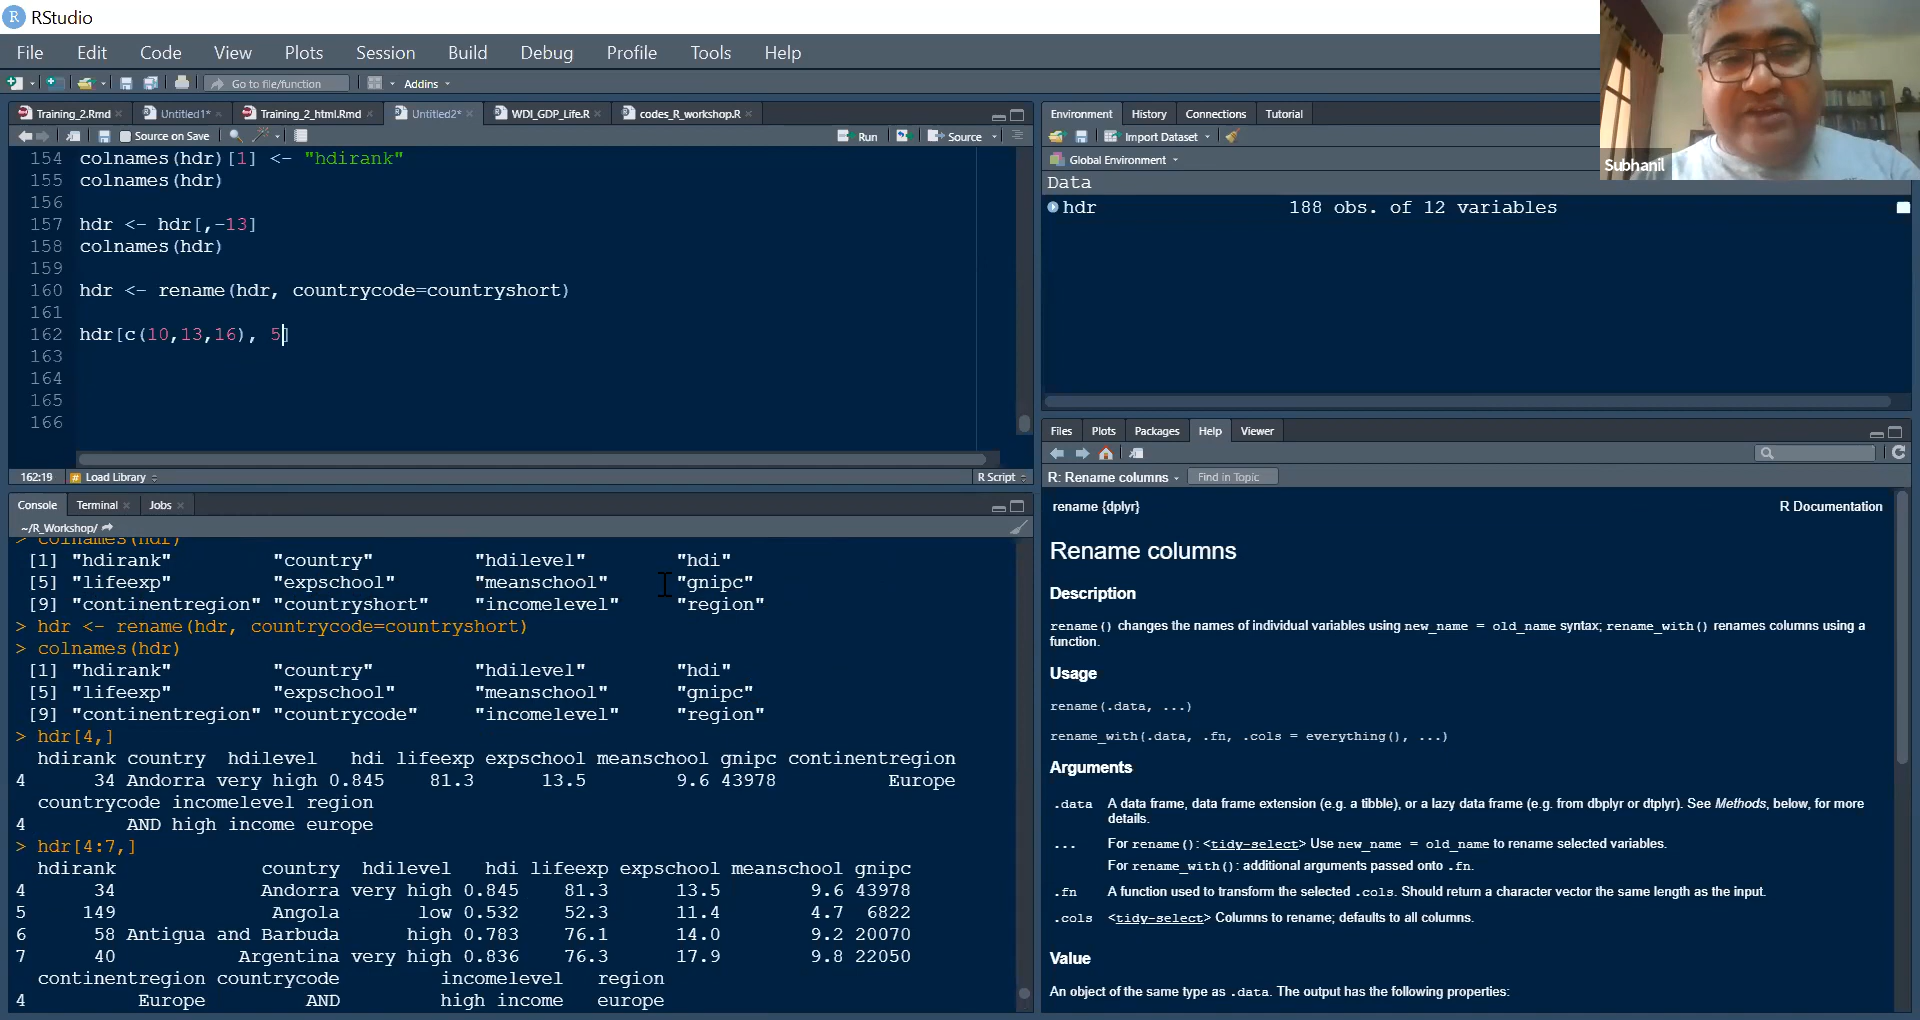 RStudio
File Edit Code View Plots Session Build Debug Profile Tools Help
Go to file/function Addins
Training_2.Rmd Untitled1* Training_2_html.Rmd Untitled2* WDI_GDP_Life.R codes_R_workshop.R
Source on Save Run Source
154 colnames(hdr)[1] <- "hdirank"
155 colnames(hdr)
156
157 hdr <- hdr[,-13]
158 colnames(hdr)
159
160 hdr <- rename(hdr, countrycode=countryshort)
161
162 hdr[c(10,13,16), 5]
163
164
165
166
162:19 # Load Library R Script
Console Terminal Jobs
~/R_Workshop/
> colnames(hdr)
[1] "hdirank" "country" "hdilevel" "hdi"
[5] "lifeexp" "expschool" "meanschool" "gnipc"
[9] "continentregion" "countryshort" "incomelevel" "region"
> hdr <- rename(hdr, countrycode=countryshort)
> colnames(hdr)
[1] "hdirank" "country" "hdilevel" "hdi"
[5] "lifeexp" "expschool" "meanschool" "gnipc"
[9] "continentregion" "countrycode" "incomelevel" "region"
> hdr[4,]
hdirank country hdilevel hdi lifeexp expschool meanschool gnipc continentregion
4 34 Andorra very high 0.845 81.3 13.5 9.6 43978 Europe
countrycode incomelevel region
4 AND high income europe
> hdr[4:7,]
hdirank country hdilevel hdi lifeexp expschool meanschool gnipc
4 34 Andorra very high 0.845 81.3 13.5 9.6 43978
5 149 Angola low 0.532 52.3 11.4 4.7 6822
6 58 Antigua and Barbuda high 0.783 76.1 14.0 9.2 20070
7 40 Argentina very high 0.836 76.3 17.9 9.8 22050
continentregion countrycode incomelevel region
4 Europe AND high income europe
Environment History Connections Tutorial
Import Dataset
Global Environment
Data
hdr 188 obs. of 12 variables
Subhanil
Files Plots Packages Help Viewer
R: Rename columns Find in Topic
rename {dplyr} R Documentation
Rename columns
Description
rename() changes the names of individual variables using new_name = old_name syntax; rename_with() renames columns using a
function.
Usage
rename(.data, ...)
rename_with(.data, .fn, .cols = everything(), ...)
Arguments
.data A data frame, data frame extension (e.g. a tibble), or a lazy data frame (e.g. from dbplyr or dtplyr). See Methods, below, for more
details.
... For rename(): <tidy-select> Use new_name = old_name to rename selected variables.
For rename_with(): additional arguments passed onto .fn.
.fn A function used to transform the selected .cols. Should return a character vector the same length as the input.
.cols <tidy-select> Columns to rename; defaults to all columns.
Value
An object of the same type as .data. The output has the following properties: